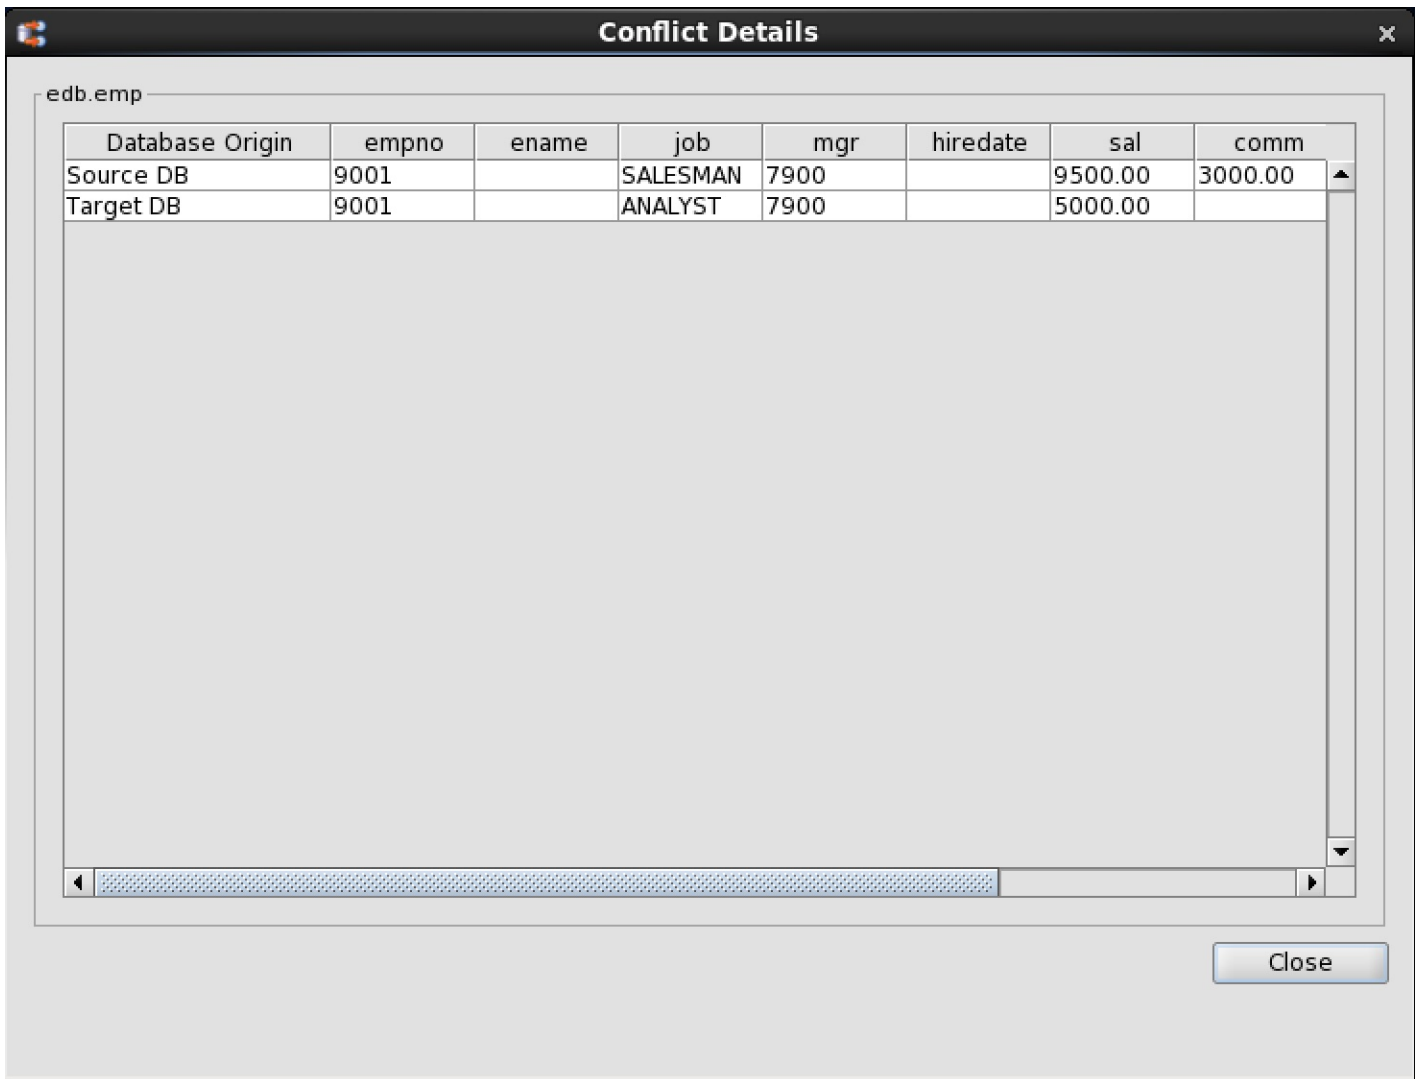 Conflict Details
edb.emp
Database Origin empno ename job mgr hiredate sal comm
Source DB 9001 SALESMAN 7900 9500.00 3000.00
Target DB 9001 ANALYST 7900 5000.00
Close